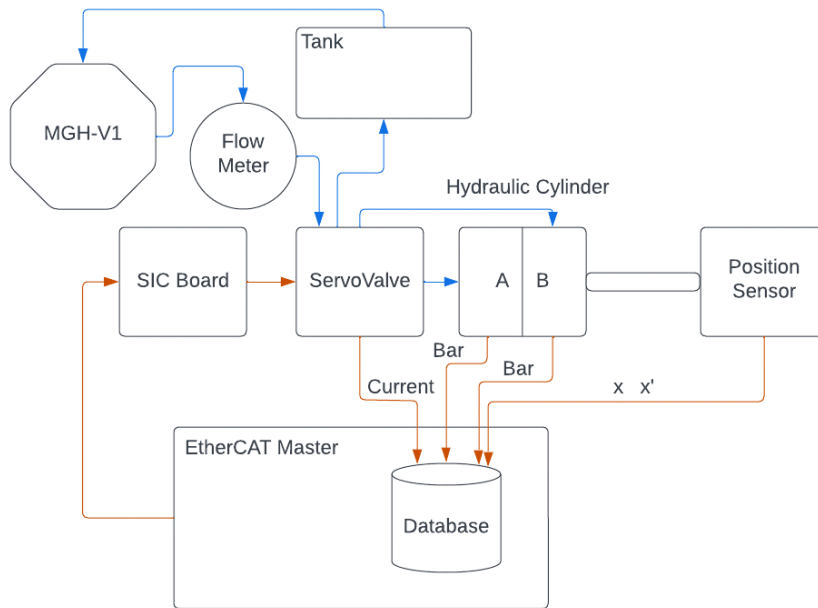 Tank
MGH-V1
Flow
Meter
Hydraulic Cylinder
SIC Board
ServoValve
A
B
Position
Sensor
Bar
Bar
Current
x x'
EtherCAT Master
Database